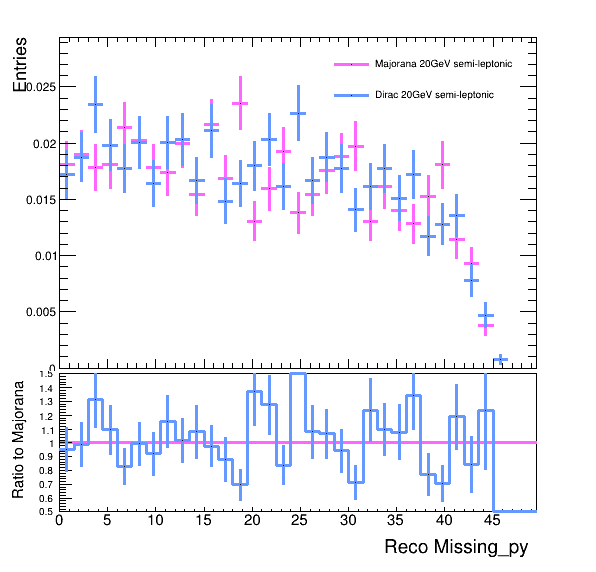 Entries
0.025
0.02
0.015
0.01
0.005
0
Majorana 20GeV semi-leptonic
Dirac 20GeV semi-leptonic
Ratio to Majorana
1.5
1.4
1.3
1.2
1.1
1
0.9
0.8
0.7
0.6
0.5
0 5 10 15 20 25 30 35 40 45
Reco Missing_py